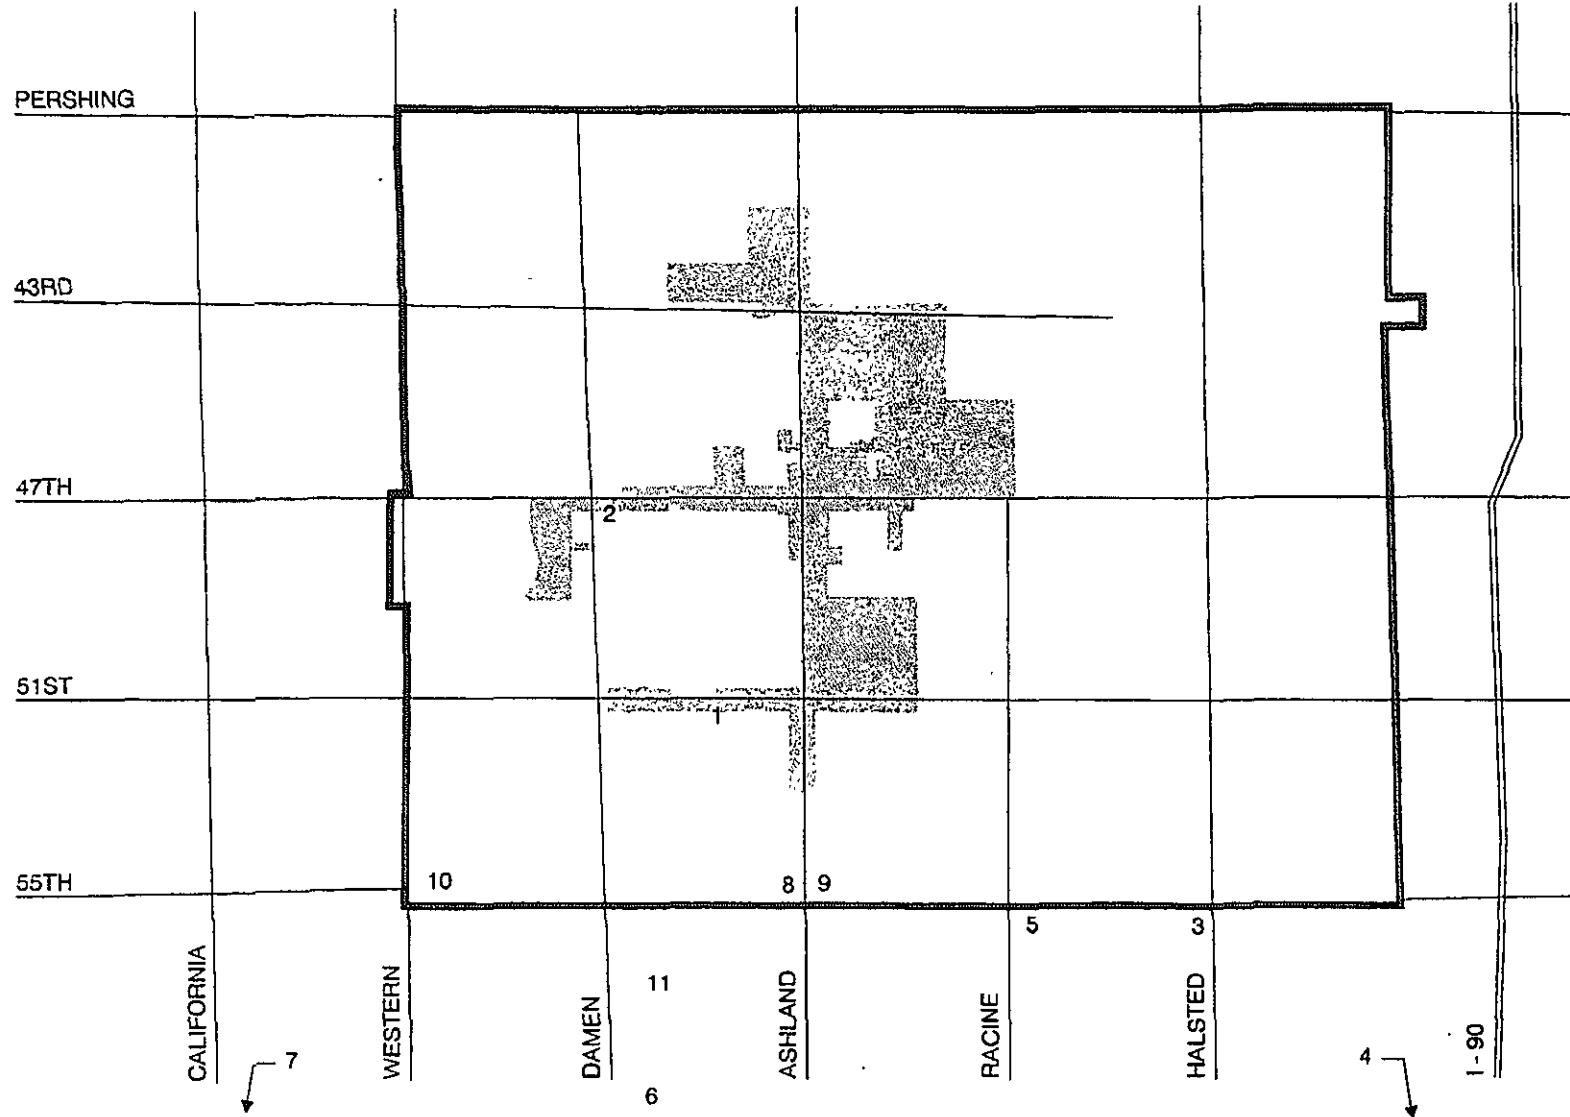 PERSHING
43RD
47TH
2
51ST
1
55TH
10
8
9
5
3
11
CALIFORNIA
WESTERN
DAMEN
ASHLAND
RACINE
HALSTED
1-90
7
4
6